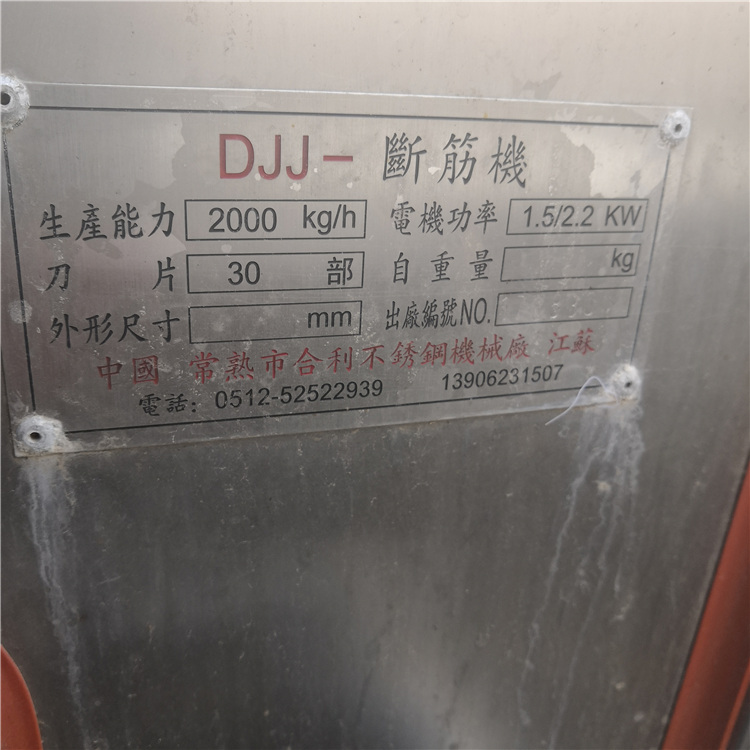 DJJ- 斷筋機
生產能力 2000 kg/h 電機功率 1.5/2.2 KW
刀片 30 部 自重量 kg
外形尺寸 mm 出廠編號NO.
中國 常熟市合利不銹鋼機械廠 江蘇
電話: 0512-52522939 13906231507